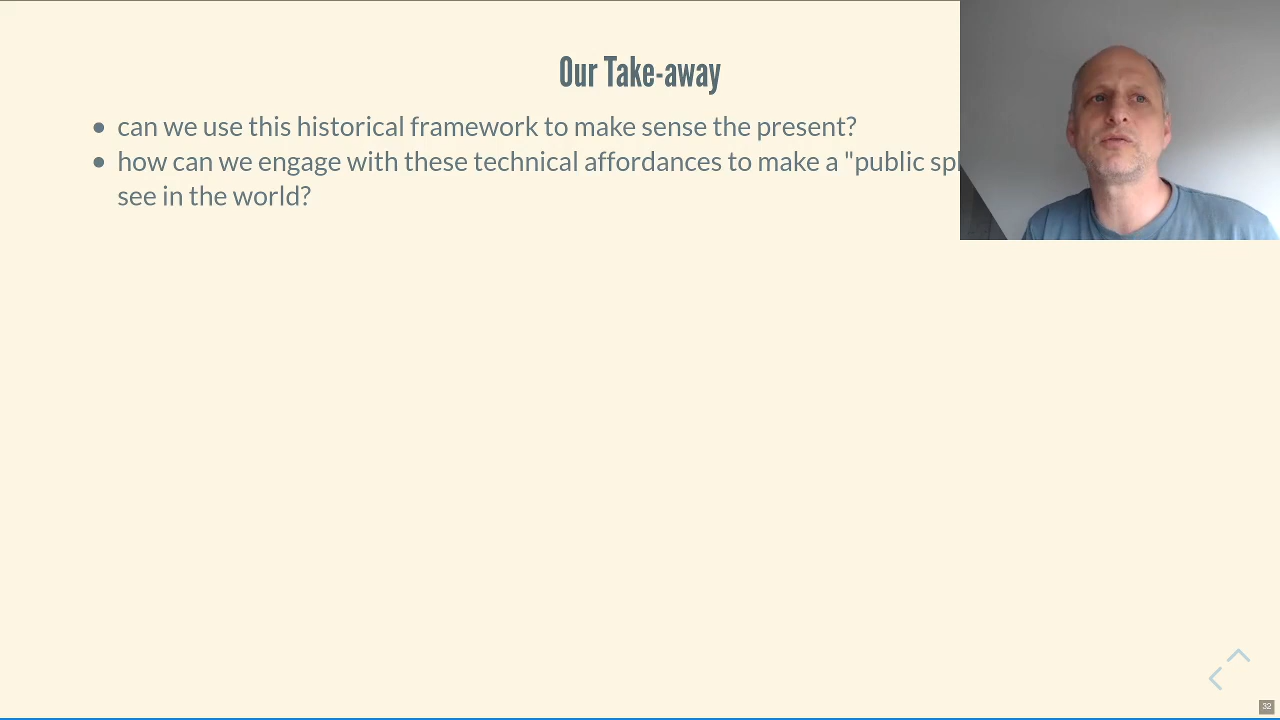 Our Take-away
can we use this historical framework to make sense the present?
how can we engage with these technical affordances to make a "public
see in the world?
32